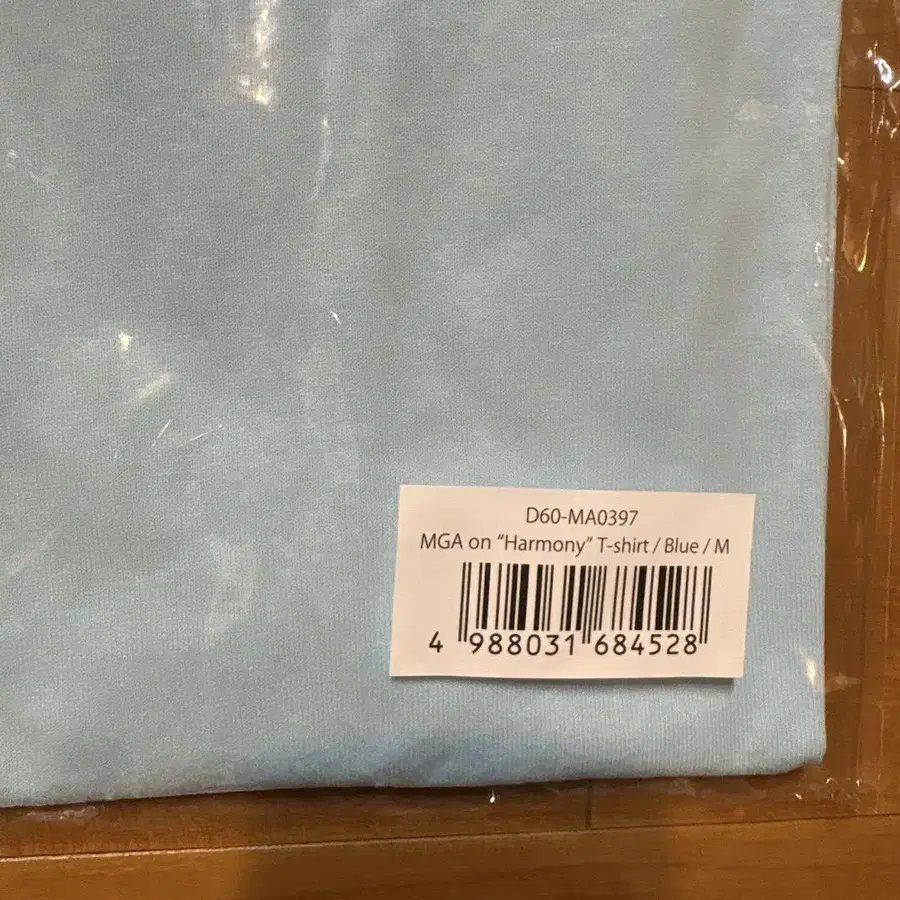 D60-MA0397
MGA on “Harmony” T-shirt / Blue / M
4 988031 684528